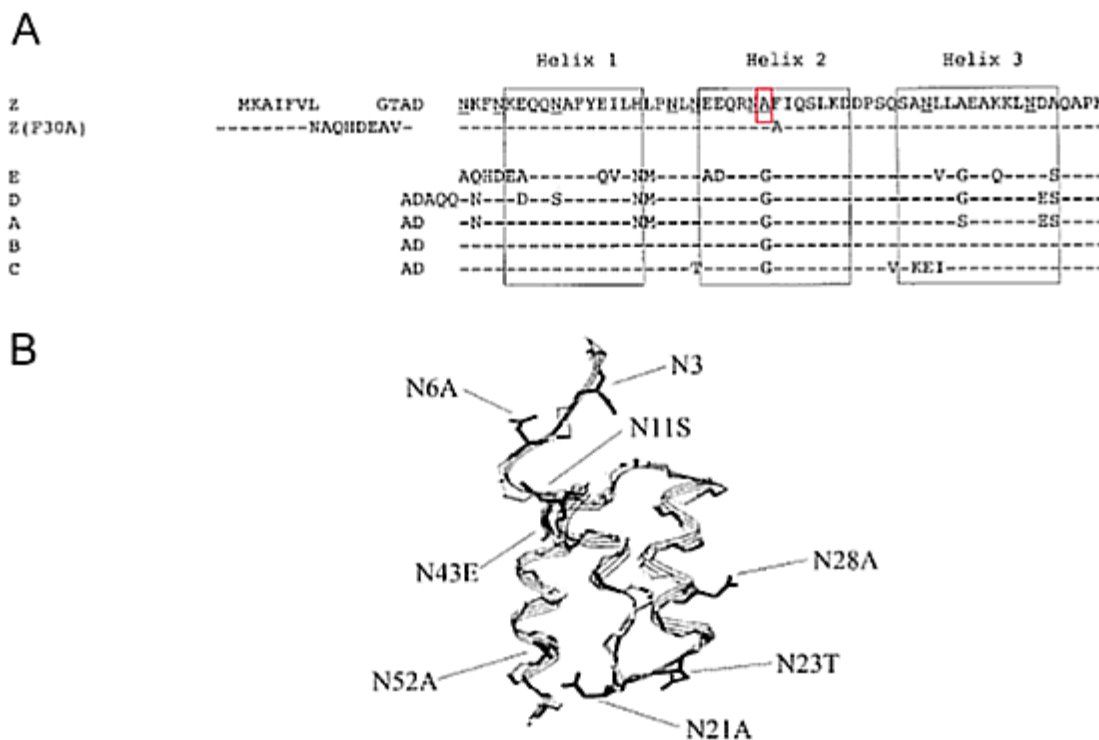 A
Helix 1 Helix 2 Helix 3
Z MKAIFVL GTAD NKFNKEQQNAFYEILHLPNLNEEQRNAFIQSLKDDPSQSANLLAEAKKLNDAQAPK
Z(F30A) -------NAQHDEAV- A
E AQHDEA------QV-NM----AD---G-------------V-G--Q----S---
D ADAQQ-N---D--S------NM---------G---------------G------ES---
A AD -N------------NM---------G---------------S------ES---
B AD ----------------------------G------------------------------
C AD ---------------------T-----G----------V-KEI--------------
B
N6A
N3
N11S
N43E
N28A
N52A
N23T
N21A